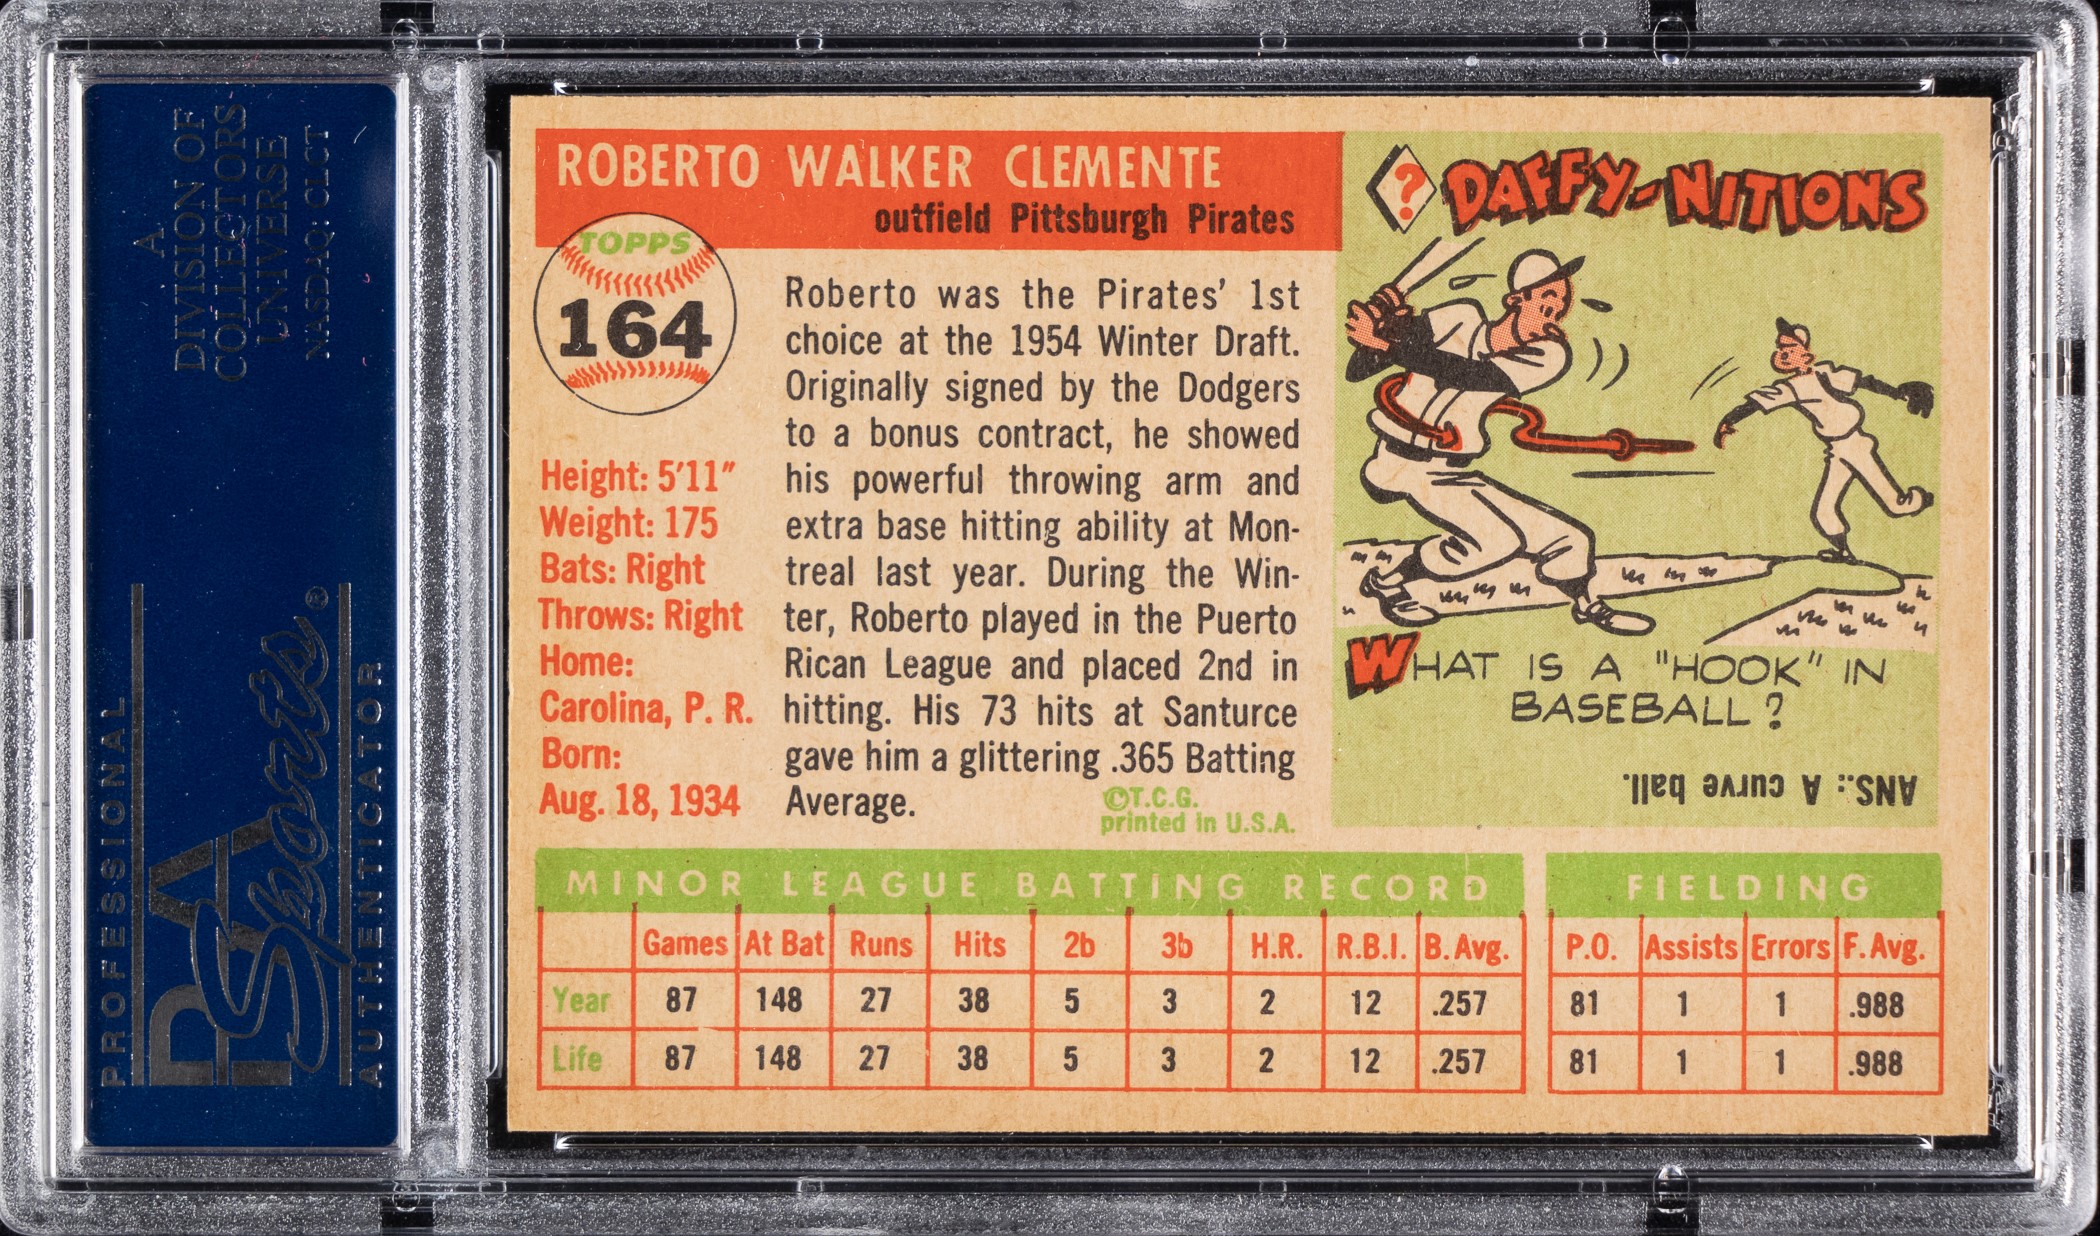 A
DIVISION OF
COLLECTORS
UNIVERSE
NASDAQ: CLCT
PROFESSIONAL
PSA
Sports®
AUTHENTICATOR
ROBERTO WALKER CLEMENTE
outfield Pittsburgh Pirates
TOPPS
164
Height: 5'11"
Weight: 175
Bats: Right
Throws: Right
Home:
Carolina, P. R.
Born:
Aug. 18, 1934
Roberto was the Pirates' 1st
choice at the 1954 Winter Draft.
Originally signed by the Dodgers
to a bonus contract, he showed
his powerful throwing arm and
extra base hitting ability at Mon-
treal last year. During the Win-
ter, Roberto played in the Puerto
Rican League and placed 2nd in
hitting. His 73 hits at Santurce
gave him a glittering .365 Batting
Average.
©T.C.G.
printed in U.S.A.
? DAFFY-NITIONS
WHAT IS A "HOOK" IN
BASEBALL?
ANS.: A curve ball.
MINOR LEAGUE BATTING RECORD
Games At Bat Runs Hits 2b 3b H.R. R.B.I. B. Avg.
Year 87 148 27 38 5 3 2 12 .257
Life 87 148 27 38 5 3 2 12 .257
FIELDING
P.O. Assists Errors F. Avg.
81 1 1 .988
81 1 1 .988